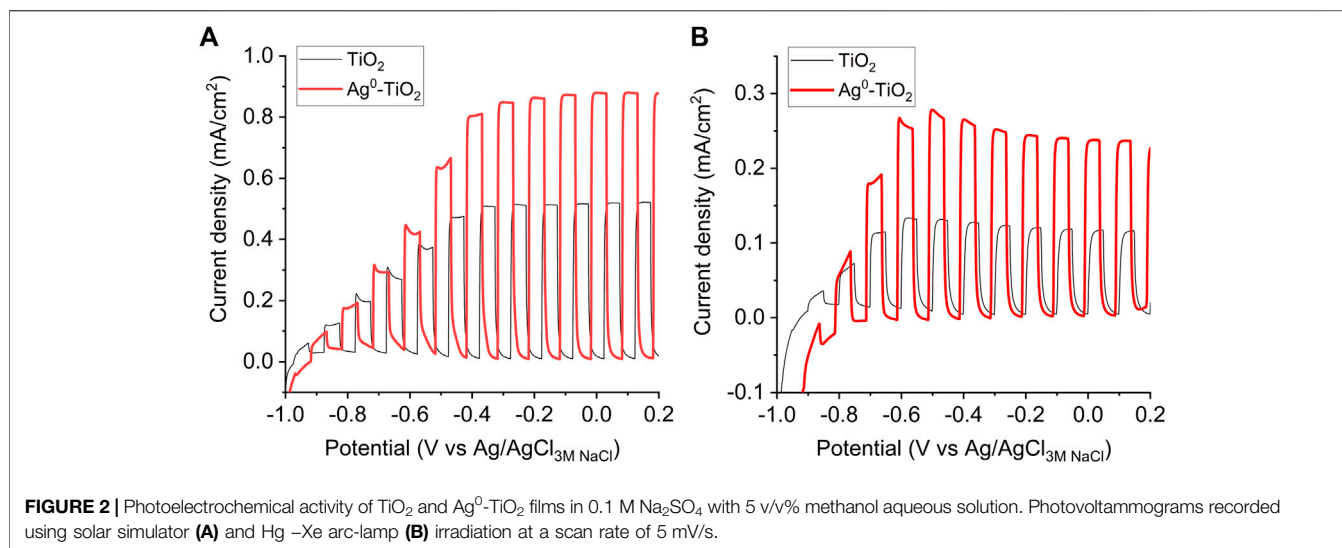 A
TiO2
Ag0-TiO2
1.0
0.8
0.6
0.4
0.2
0.0
Current density (mA/cm2)
-1.0 -0.8 -0.6 -0.4 -0.2 0.0 0.2
Potential (V vs Ag/AgCl3M NaCl)
B
TiO2
Ag0-TiO2
0.3
0.2
0.1
0.0
-0.1
Current density (mA/cm2)
-1.0 -0.8 -0.6 -0.4 -0.2 0.0 0.2
Potential (V vs Ag/AgCl3M NaCl)
FIGURE 2 | Photoelectrochemical activity of TiO2 and Ag0-TiO2 films in 0.1 M Na2SO4 with 5 v/v% methanol aqueous solution. Photovoltammograms recorded
using solar simulator (A) and Hg –Xe arc-lamp (B) irradiation at a scan rate of 5 mV/s.